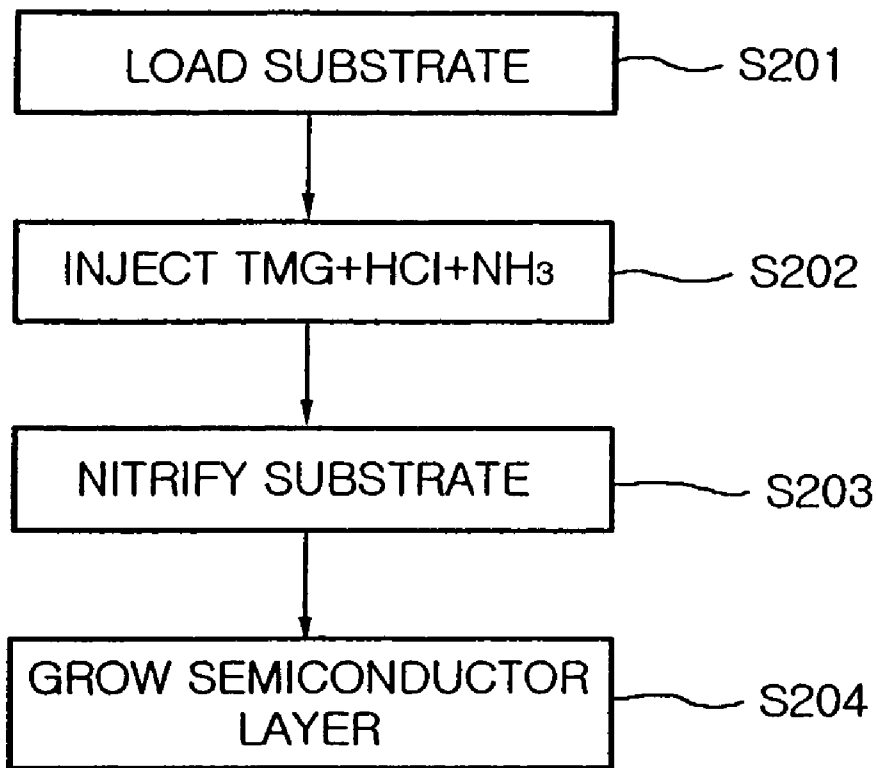 LOAD SUBSTRATE S201
INJECT TMG+HCl+NH₃ S202
NITRIFY SUBSTRATE S203
GROW SEMICONDUCTOR
LAYER S204